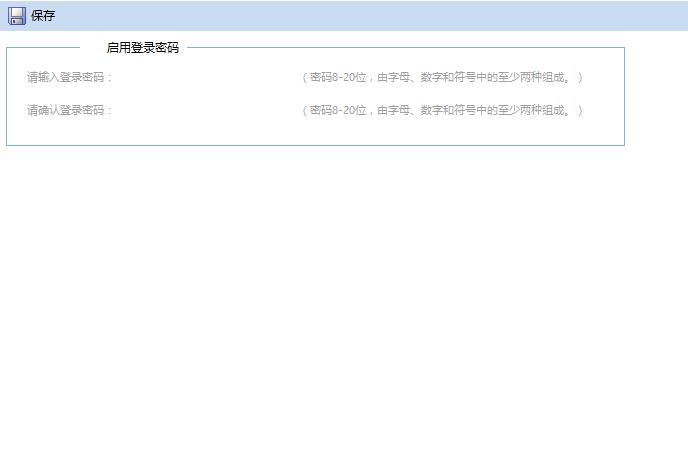 保存
启用登录密码
请输入登录密码： （密码8-20位，由字母、数字和符号中的至少两种组成。）
请确认登录密码： （密码8-20位，由字母、数字和符号中的至少两种组成。）